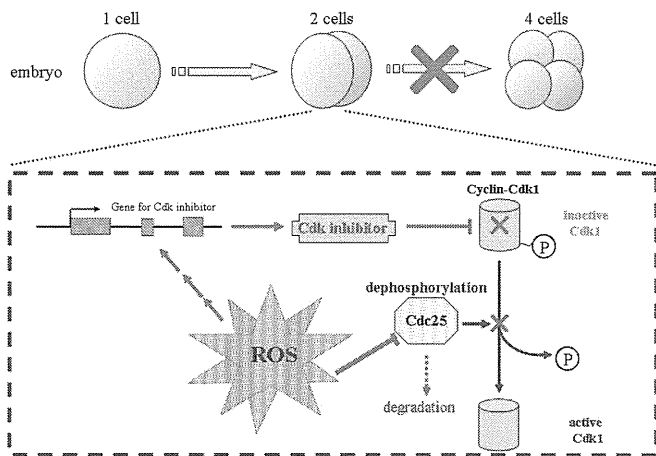 1 cell
2 cells
4 cells
embryo
Cyclin-Cdk1
Gene for Cdk inhibitor
Cdk inhibitor
inactive
Cdk1
P
dephosphorylation
Cdc25
ROS
P
degradation
active
Cdk1